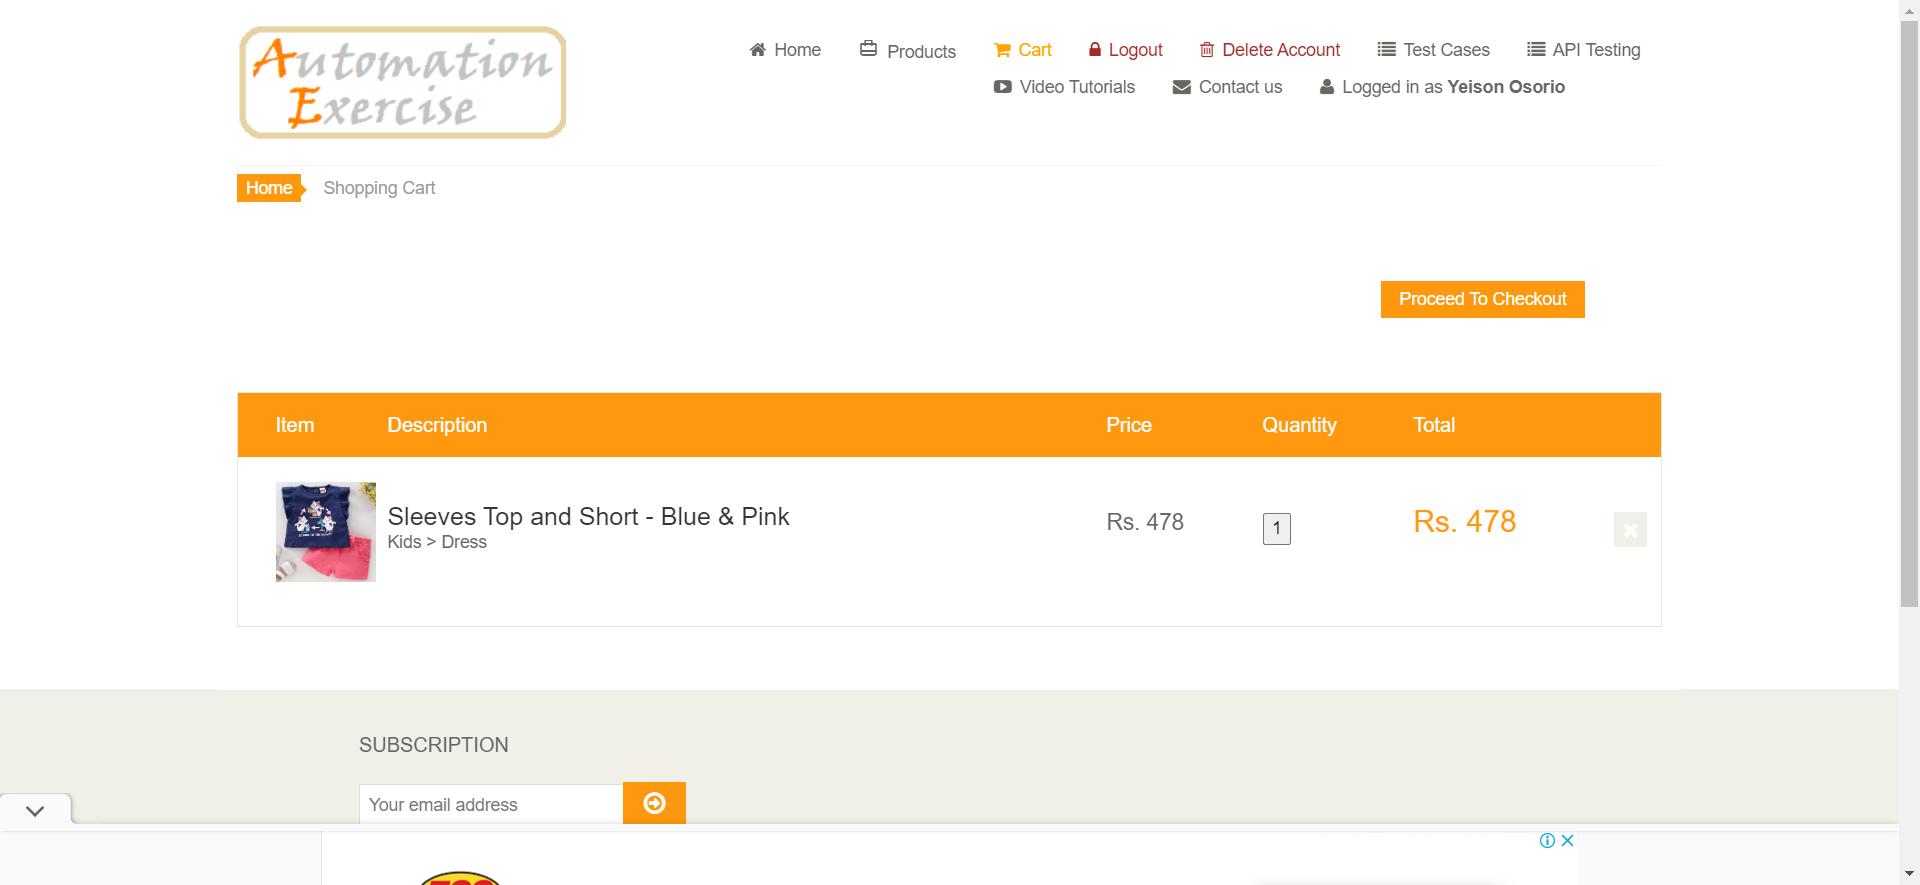 Automation
Exercise
Home Products Cart Logout Delete Account Test Cases API Testing
Video Tutorials Contact us Logged in as Yeison Osorio
Home Shopping Cart
Proceed To Checkout
Item Description Price Quantity Total
Sleeves Top and Short - Blue & Pink
Kids > Dress
Rs. 478 1 Rs. 478
SUBSCRIPTION
Your email address